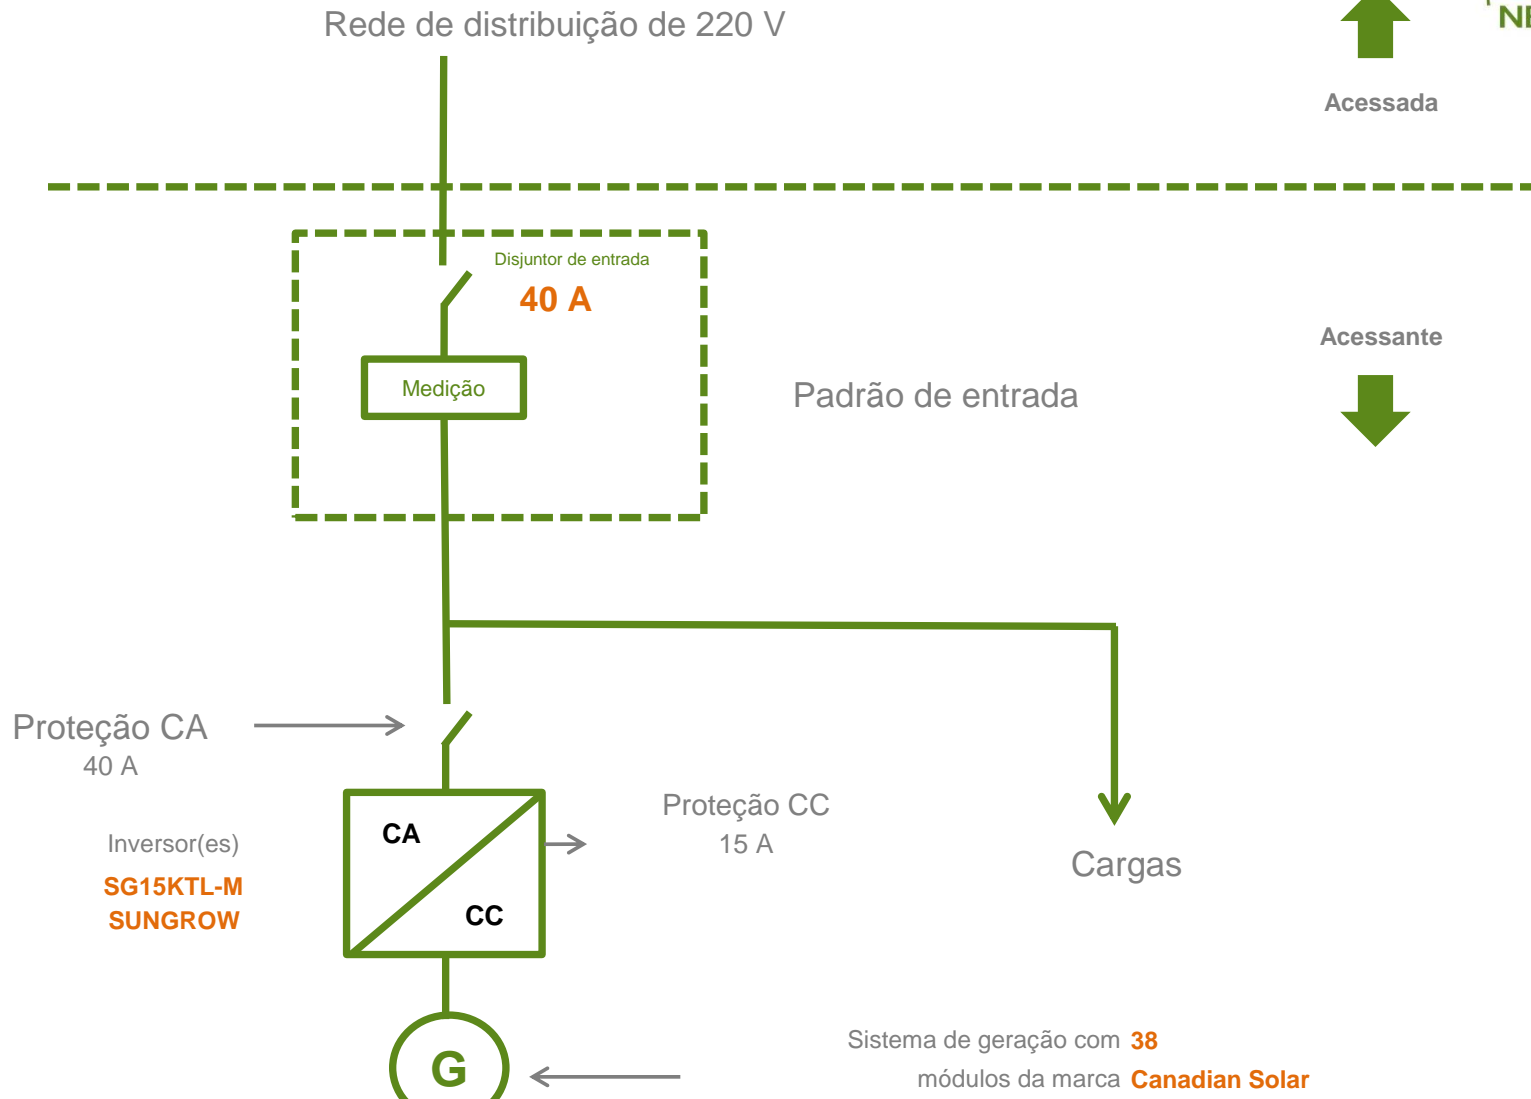 Rede de distribuição de 220 V
Acessada
Disjuntor de entrada
40 A
Medição
Padrão de entrada
Acessante
Proteção CA
40 A
Proteção CC
15 A
Inversor(es)
SG15KTL-M
SUNGROW
CA
CC
Cargas
G
Sistema de geração com 38
módulos da marca Canadian Solar